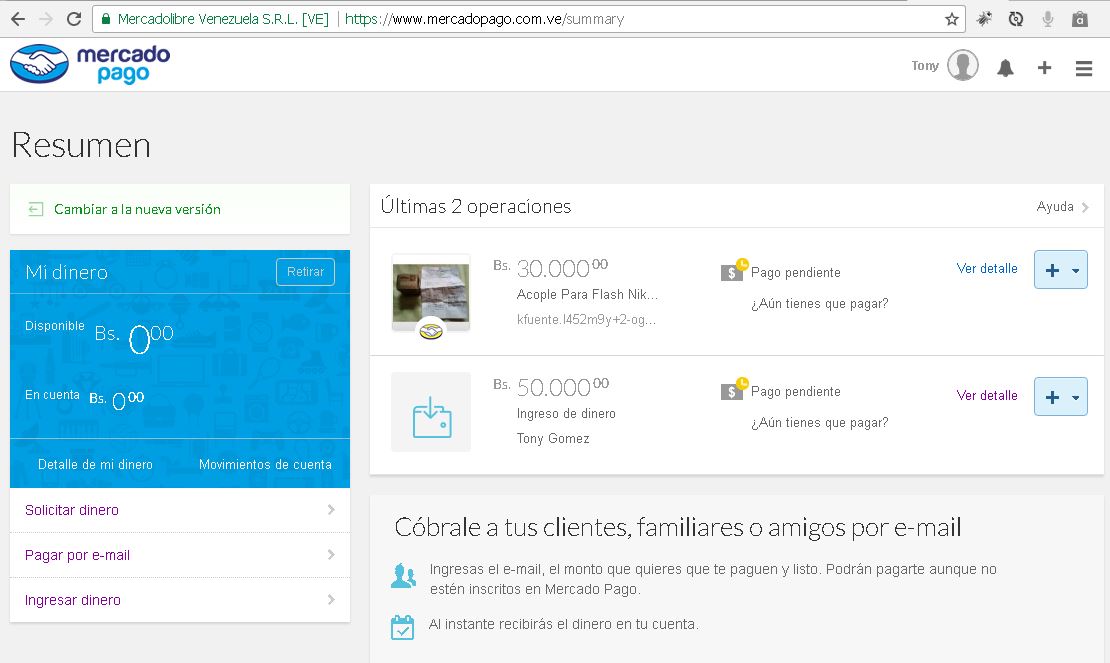 Mercadolibre Venezuela S.R.L. [VE] https://www.mercadopago.com.ve/summary
mercado
pago
Tony
Resumen
Cambiar a la nueva versión
Mi dinero
Retirar
Disponible Bs. 0 00
En cuenta Bs. 0 00
Detalle de mi dinero Movimientos de cuenta
Solicitar dinero
Pagar por e-mail
Ingresar dinero
Últimas 2 operaciones
Ayuda
Bs. 30.000 00
Acople Para Flash Nik...
kfuente.l452m9y+2-og...
$ Pago pendiente
¿Aún tienes que pagar?
Ver detalle
Bs. 50.000 00
Ingreso de dinero
Tony Gomez
$ Pago pendiente
¿Aún tienes que pagar?
Ver detalle
Cóbrale a tus clientes, familiares o amigos por e-mail
Ingresas el e-mail, el monto que quieres que te paguen y listo. Podrán pagarte aunque no
estén inscritos en Mercado Pago.
Al instante recibirás el dinero en tu cuenta.